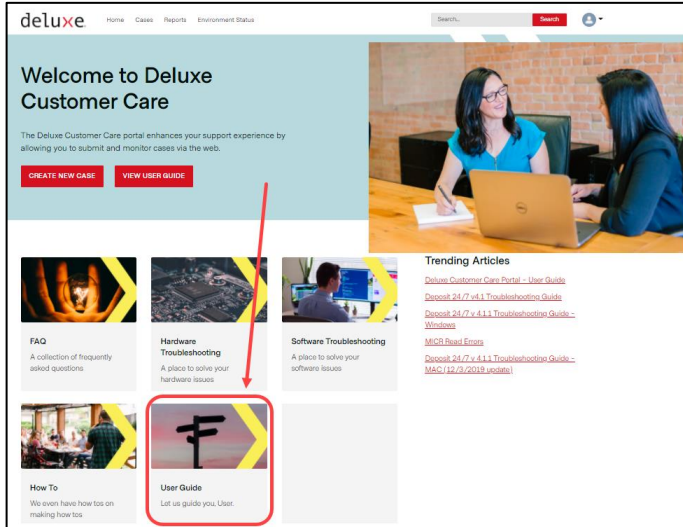 deluxe.
Home Cases Reports Environment Status
Search...
Search
Welcome to Deluxe
Customer Care
The Deluxe Customer Care portal enhances your support experience by
allowing you to submit and monitor cases via the web.
CREATE NEW CASE
VIEW USER GUIDE
FAQ
A collection of frequently
asked questions
Hardware
Troubleshooting
A place to solve your
hardware issues
Software Troubleshooting
A place to solve your
software issues
How To
We even have how tos on
making how tos
User Guide
Let us guide you, User.
Trending Articles
Deluxe Customer Care Portal – User Guide
Deposit 24/7 v4.1 Troubleshooting Guide
Deposit 24/7 v 4.1.1 Troubleshooting Guide –
Windows
MICR Read Errors
Deposit 24/7 v 4.1.1 Troubleshooting Guide –
MAC (12/3/2019 update)